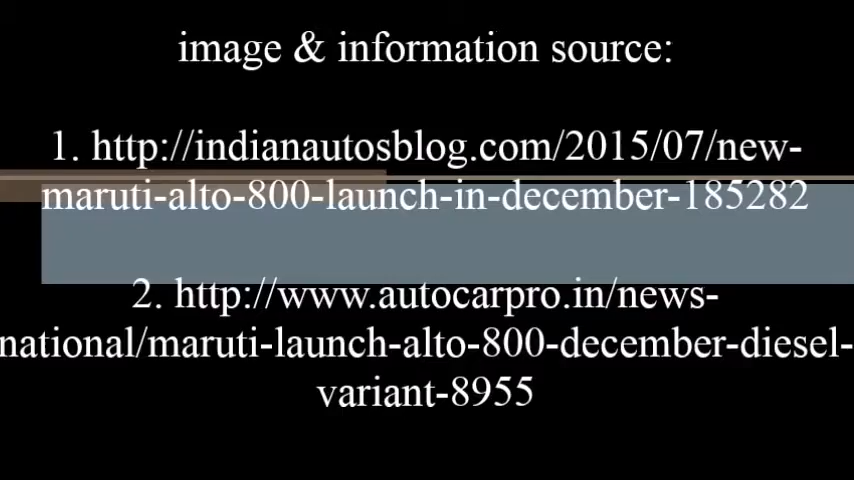 image & information source:
1. http://indianautosblog.com/2015/07/new-
maruti-alto-800-launch-in-december-185282
2. http://www.autocarpro.in/news-
national/maruti-launch-alto-800-december-diesel-
variant-8955